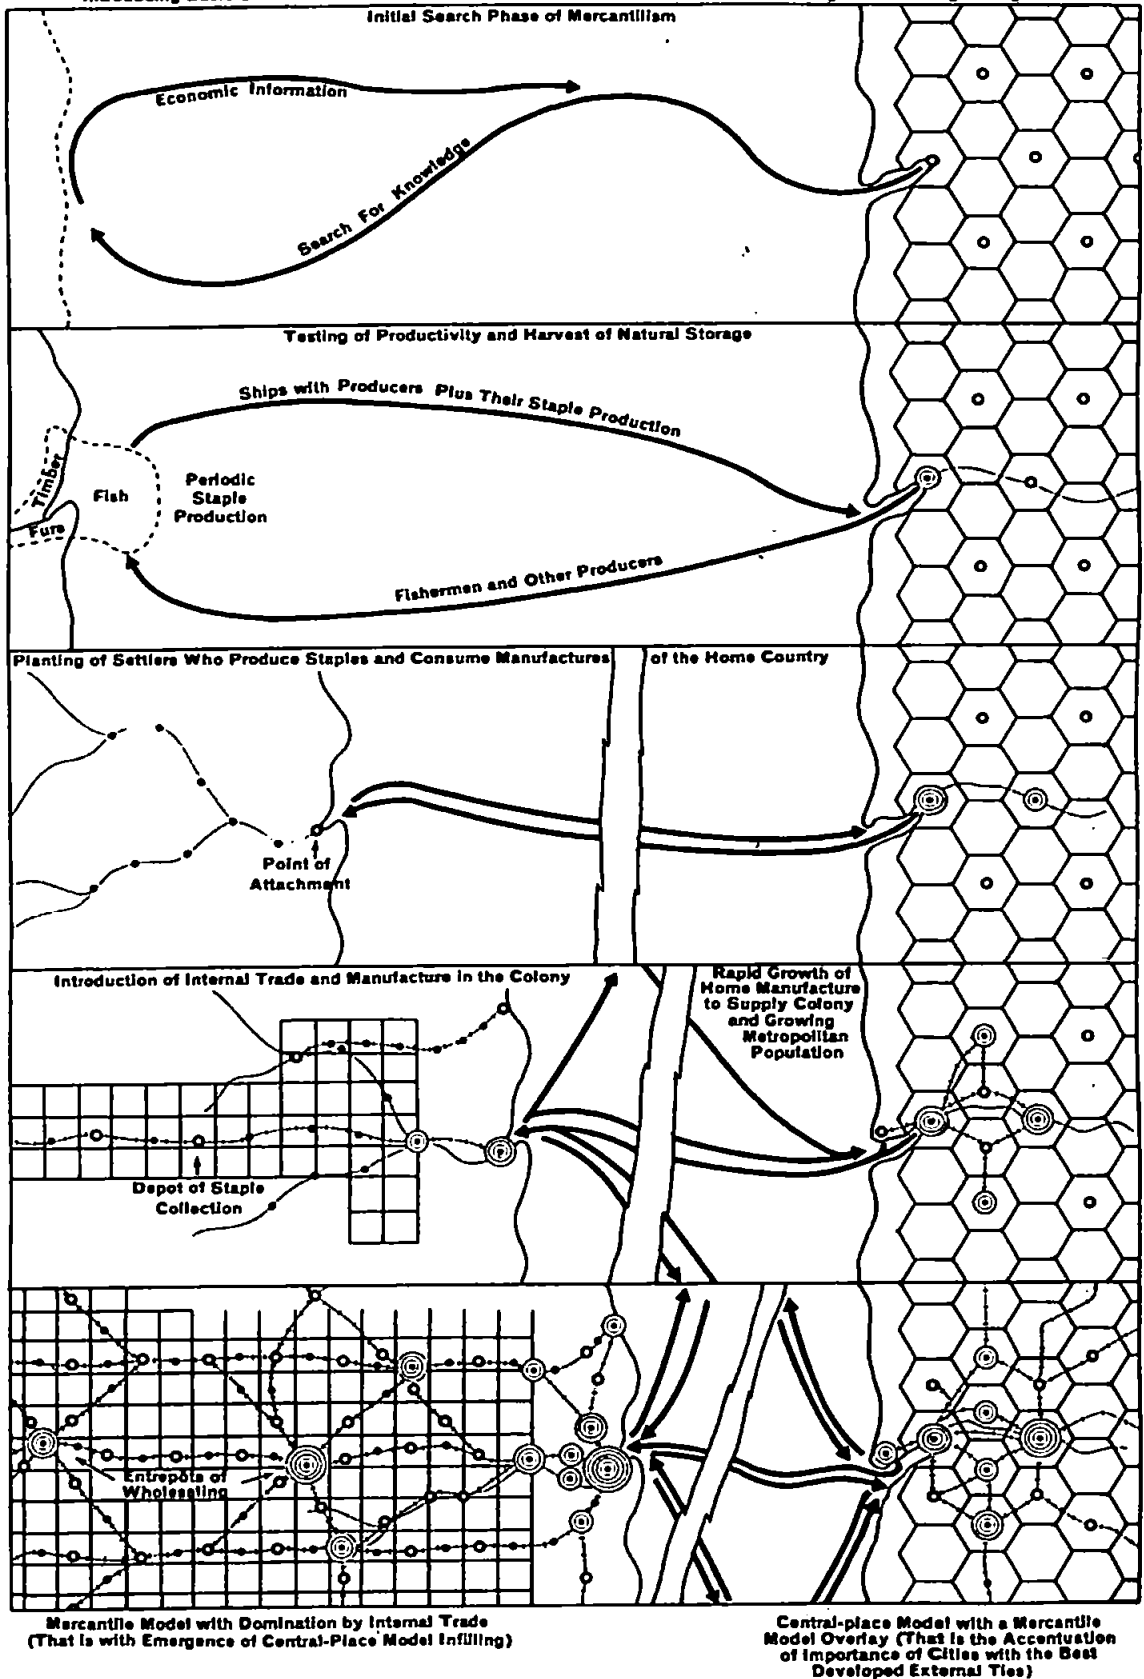 Initial Search Phase of Mercantilism
Economic Information
Search For Knowledge
Testing of Productivity and Harvest of Natural Storage
Ships with Producers Plus Their Staple Production
Timber
Fish
Furs
Periodic
Staple
Production
Fishermen and Other Producers
Planting of Settlers Who Produce Staples and Consume Manufactures of the Home Country
Point of
Attachment
Introduction of Internal Trade and Manufacture in the Colony
Rapid Growth of
Home Manufacture
to Supply Colony
and Growing
Metropolitan
Population
Depot of Staple
Collection
Entrepôts of
Wholesaling
Mercantile Model with Domination by Internal Trade
(That is with Emergence of Central-Place Model Infilling)
Central-place Model with a Mercantile
Model Overlay (That is the Accentuation
of Importance of Cities with the Best
Developed External Ties)